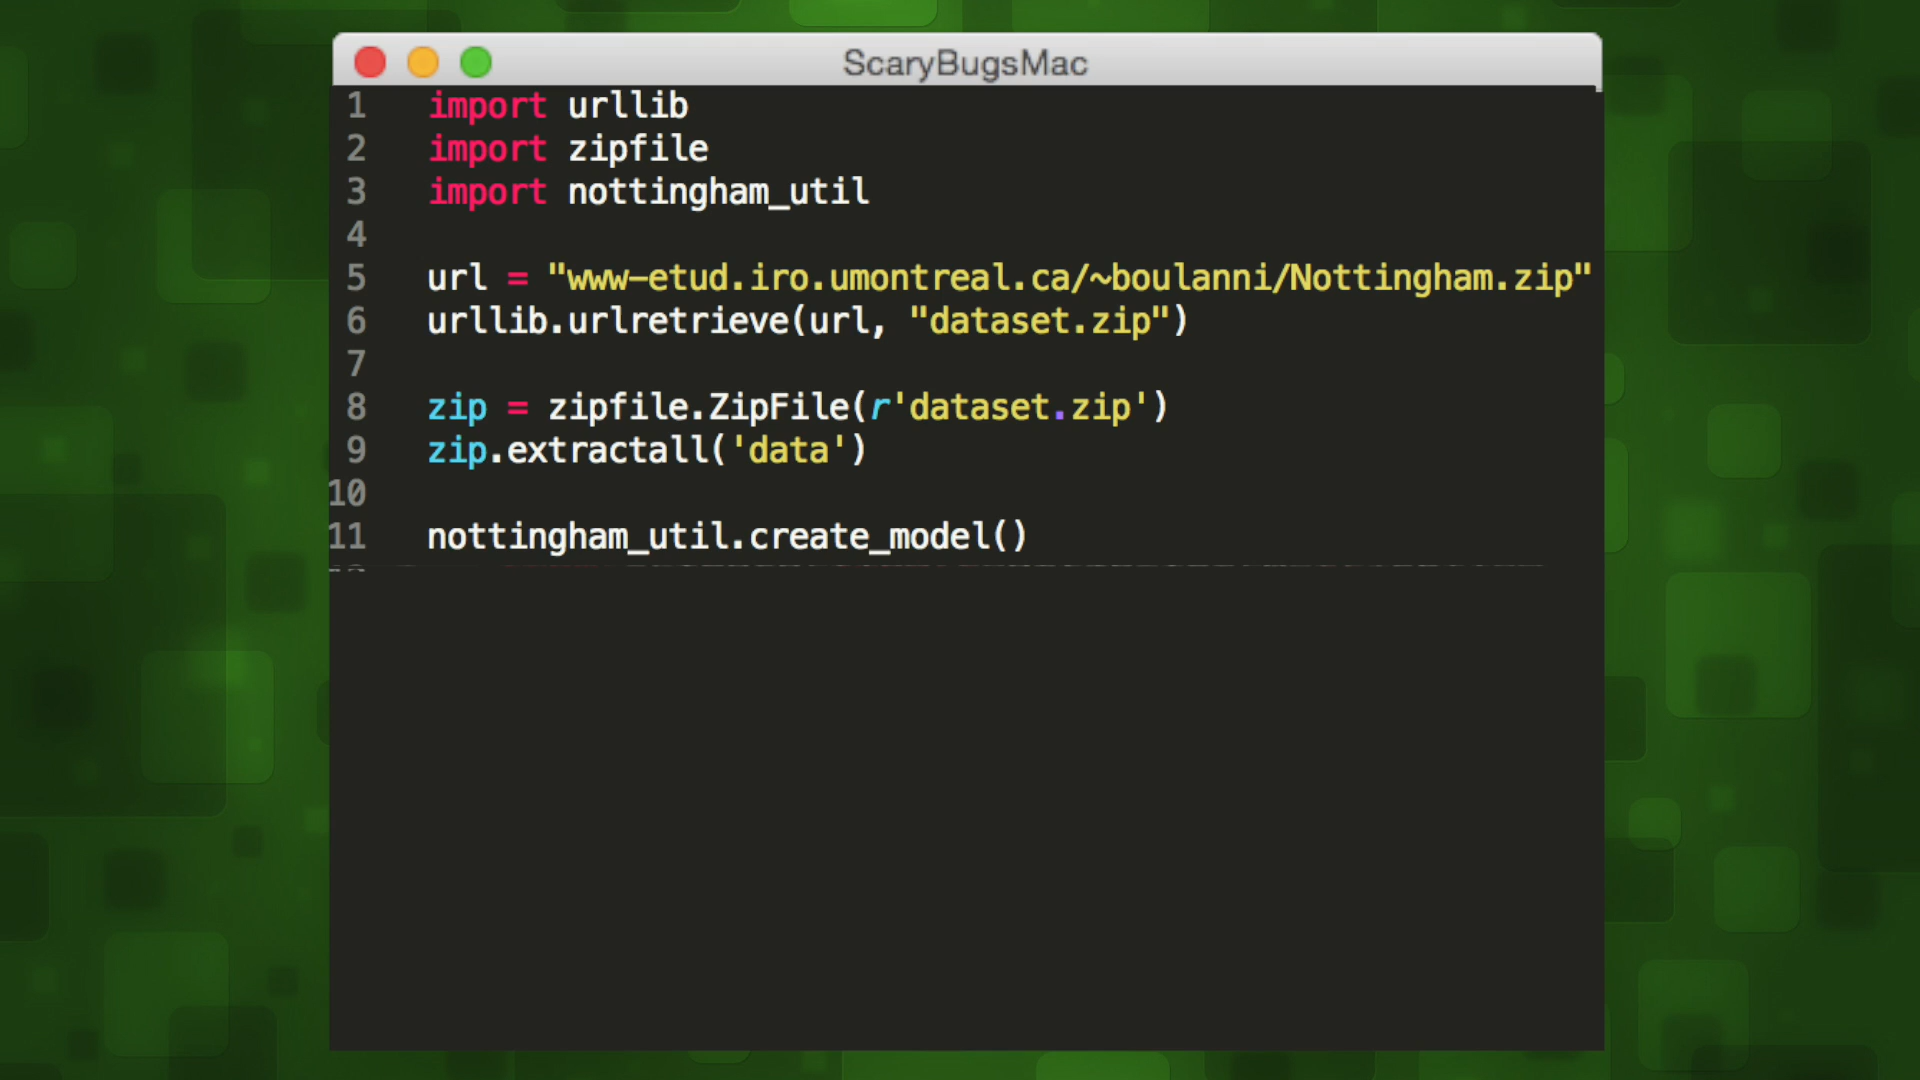 ScaryBugsMac
1 import urllib
2 import zipfile
3 import nottingham_util
4
5 url = "www-etud.iro.umontreal.ca/~boulanni/Nottingham.zip"
6 urllib.urlretrieve(url, "dataset.zip")
7
8 zip = zipfile.ZipFile(r'dataset.zip')
9 zip.extractall('data')
10
11 nottingham_util.create_model()